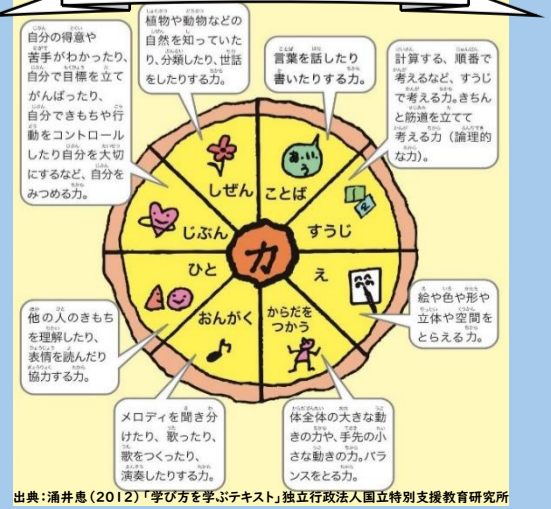 自分の得意や
苦手がわかったり、
自分で目標を立て
がんばったり、
自分できもちや行
動をコントロール
したり自分を大切
にするなど、自分を
みつめる力。
植物や動物などの
自然を知っていた
り、分類したり、世話
をしたりする力。
言葉を話したり
書いたりする力。
計算する、順番で
考えるなど、すうじ
で考える力。きちん
と筋道を立てて
考える力（論理的
な力）。
しぜん
ことば
あ、い、う
じぶん
すうじ
1
2
力
ひと
え
おんがく
からだを
つかう
他の人のきもち
を理解したり、
表情を読んだり
協力する力。
絵や色や形や
立体や空間を
とらえる力。
メロディを聞き分
けたり、歌ったり、
歌をつくったり、
演奏したりする力。
体全体の大きな動
きの力や、手先の小
さな動きの力。バラ
ンスをとる力。
出典：涌井恵（2012）「学び方を学ぶテキスト」独立行政法人国立特別支援教育研究所